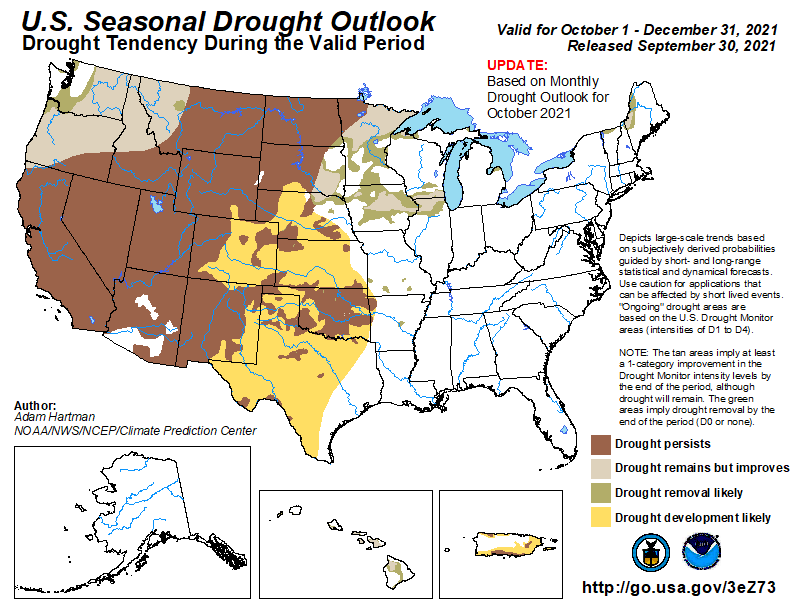 U.S. Seasonal Drought Outlook
Drought Tendency During the Valid Period
Valid for October 1 - December 31, 2021
Released September 30, 2021
UPDATE:
Based on Monthly
Drought Outlook for
October 2021
Depicts large-scale trends based
on subjectively derived probabilities
guided by short- and long-range
statistical and dynamical forecasts.
Use caution for applications that
can be affected by short lived events.
"Ongoing" drought areas are
based on the U.S. Drought Monitor
areas (intensities of D1 to D4).
NOTE: The tan areas imply at least
a 1-category improvement in the
Drought Monitor intensity levels by
the end of the period, although
drought will remain. The green
areas imply drought removal by the
end of the period (D0 or none).
Author:
Adam Hartman
NOAA/NWS/NCEP/Climate Prediction Center
Drought persists
Drought remains but improves
Drought removal likely
Drought development likely
http://go.usa.gov/3eZ73